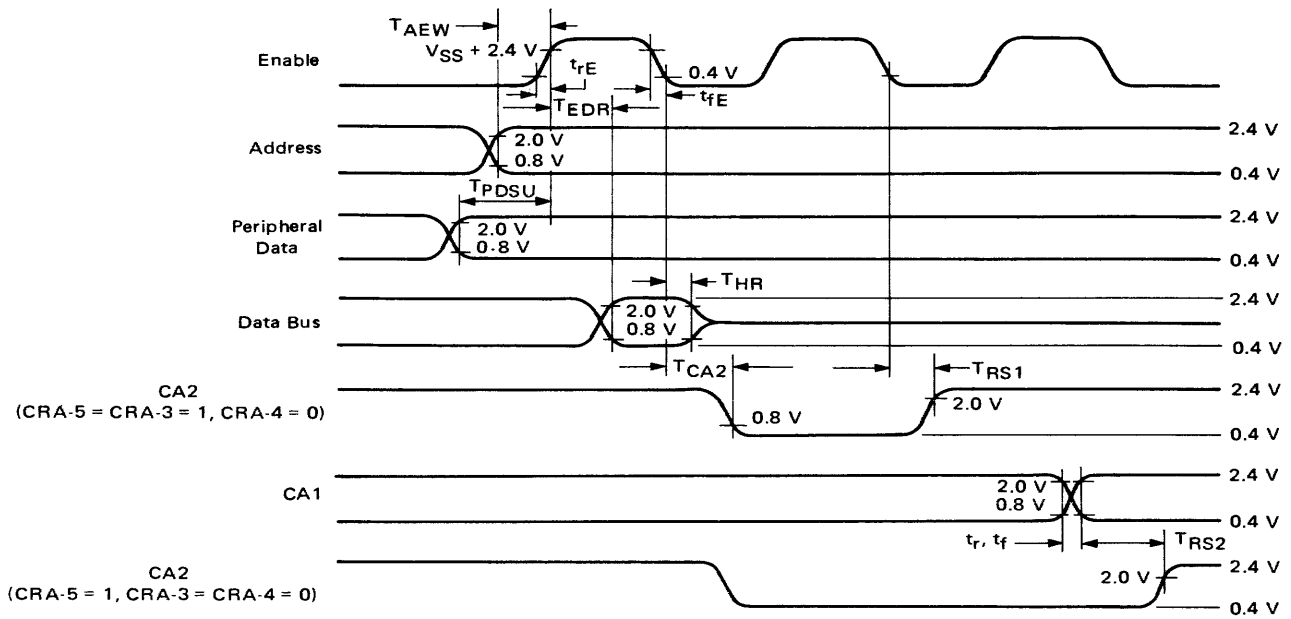 T_AEW
V_SS + 2.4 V
Enable
t_rE
0.4 V
t_fE
T_EDR
Address
2.0 V
0.8 V
2.4 V
0.4 V
T_PDSU
Peripheral
Data
2.0 V
0.8 V
2.4 V
0.4 V
T_HR
Data Bus
2.0 V
0.8 V
2.4 V
0.4 V
T_CA2
T_RS1
CA2
(CRA-5 = CRA-3 = 1, CRA-4 = 0)
0.8 V
2.0 V
2.4 V
0.4 V
CA1
2.0 V
0.8 V
2.4 V
0.4 V
t_r, t_f
T_RS2
CA2
(CRA-5 = 1, CRA-3 = CRA-4 = 0)
2.0 V
2.4 V
0.4 V